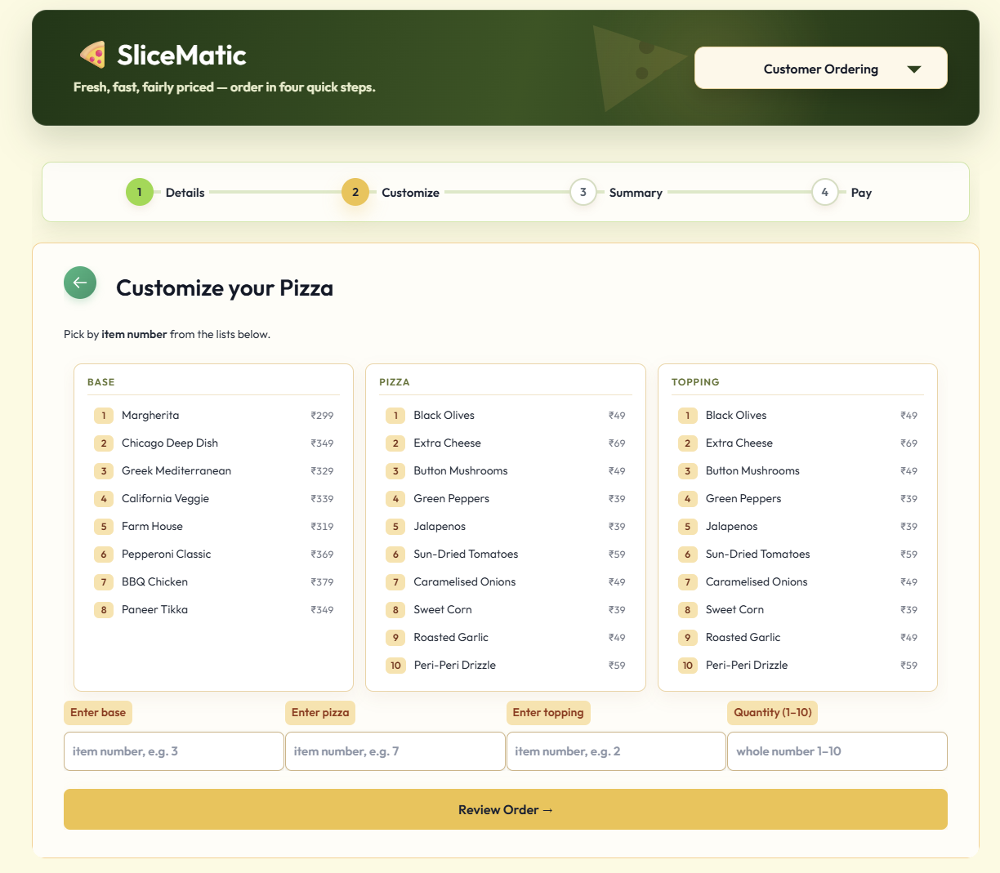 SliceMatic
Fresh, fast, fairly priced — order in four quick steps.
Customer Ordering
1 Details
2 Customize
3 Summary
4 Pay
Customize your Pizza
Pick by item number from the lists below.
BASE
1 Margherita ₹299
2 Chicago Deep Dish ₹349
3 Greek Mediterranean ₹329
4 California Veggie ₹339
5 Farm House ₹319
6 Pepperoni Classic ₹369
7 BBQ Chicken ₹379
8 Paneer Tikka ₹349
PIZZA
1 Black Olives ₹49
2 Extra Cheese ₹69
3 Button Mushrooms ₹49
4 Green Peppers ₹39
5 Jalapenos ₹39
6 Sun-Dried Tomatoes ₹59
7 Caramelised Onions ₹49
8 Sweet Corn ₹39
9 Roasted Garlic ₹49
10 Peri-Peri Drizzle ₹59
TOPPING
1 Black Olives ₹49
2 Extra Cheese ₹69
3 Button Mushrooms ₹49
4 Green Peppers ₹39
5 Jalapenos ₹39
6 Sun-Dried Tomatoes ₹59
7 Caramelised Onions ₹49
8 Sweet Corn ₹39
9 Roasted Garlic ₹49
10 Peri-Peri Drizzle ₹59
Enter base
item number, e.g. 3
Enter pizza
item number, e.g. 7
Enter topping
item number, e.g. 2
Quantity (1–10)
whole number 1–10
Review Order →